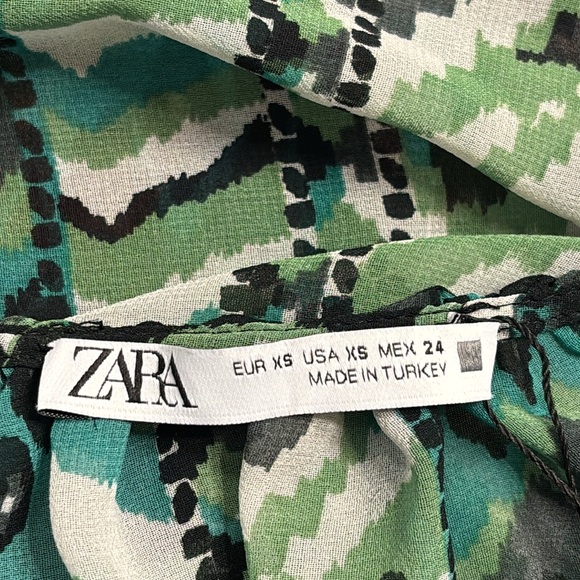 ZARA
EUR XS USA XS MEX 24
MADE IN TURKEY